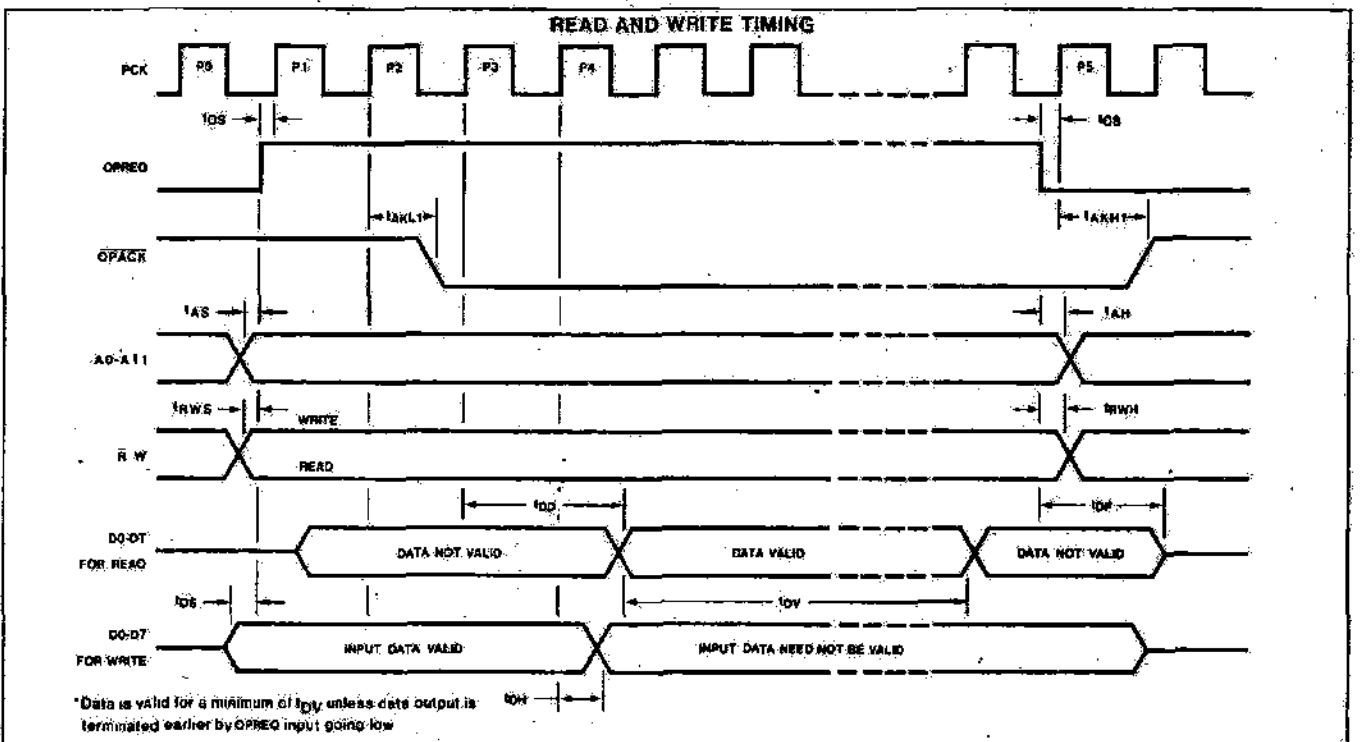 READ AND WRITE TIMING
PCK
P0 P1 P2 P3 P4 P5
tOS tOS
OPREQ
tAKL1 tAKH1
OPACK
tAS tAH
A0-A11
tRWS tRWH
WRITE
R W
READ
tDD tDF
D0-D7
FOR READ
DATA NOT VALID DATA VALID DATA NOT VALID
tDS tDV
D0-D7
FOR WRITE
INPUT DATA VALID INPUT DATA NEED NOT BE VALID
tDH
*Data is valid for a minimum of tDV unless data output is
terminated earlier by OPREQ input going low